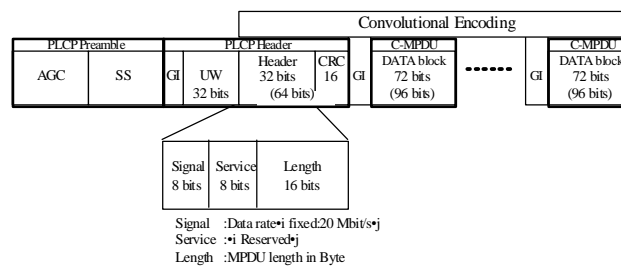 Convolutional Encoding
PLCP Preamble PLCP Header C-MPDU C-MPDU
AGC SS GI UW 32 bits Header 32 bits (64 bits) CRC 16 GI DATA block 72 bits (96 bits) GI DATA block 72 bits (96 bits)
Signal 8 bits Service 8 bits Length 16 bits
Signal :Data rate•i fixed:20 Mbit/s•j
Service :•i Reserved•j
Length :MPDU length in Byte